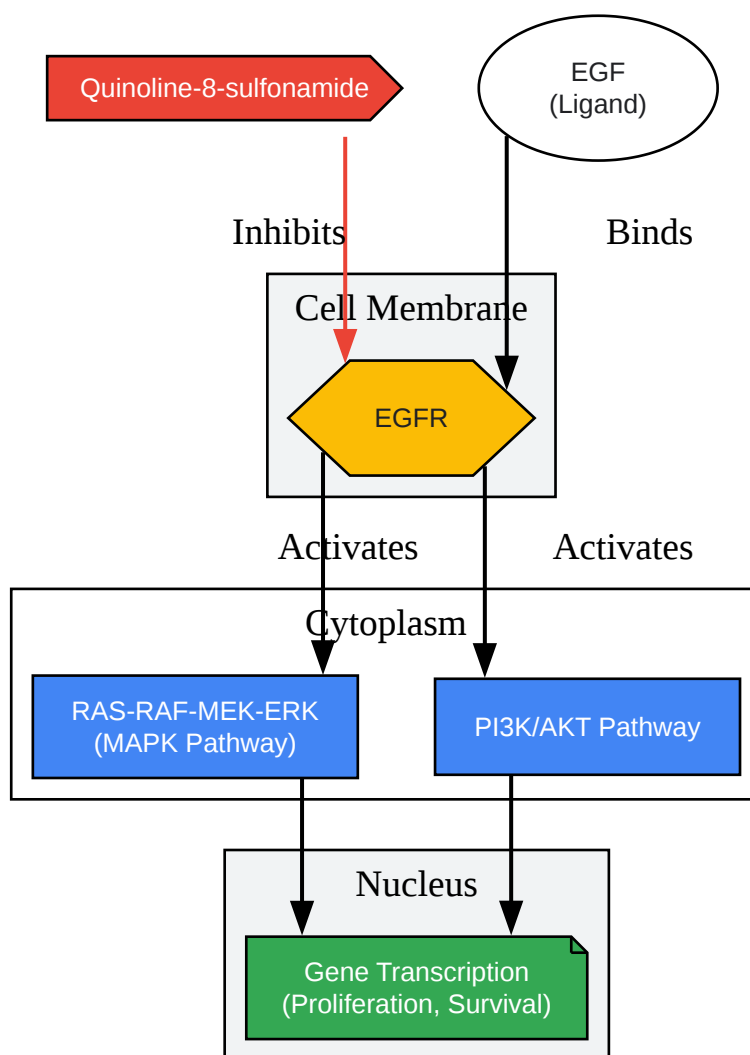 Quinoline-8-sulfonamide
EGF
(Ligand)
Inhibits
Binds
Cell Membrane
EGFR
Activates
Activates
Cytoplasm
RAS-RAF-MEK-ERK
(MAPK Pathway)
PI3K/AKT Pathway
Nucleus
Gene Transcription
(Proliferation, Survival)